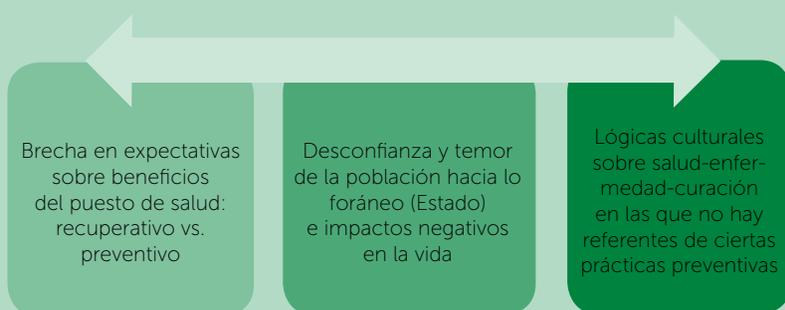 Brecha en expectativas
sobre beneficios
del puesto de salud:
recuperativo vs.
preventivo
Desconfianza y temor
de la población hacia lo
foráneo (Estado)
e impactos negativos
en la vida
Lógicas culturales
sobre salud-enfer-
medad-curación
en las que no hay
referentes de ciertas
prácticas preventivas